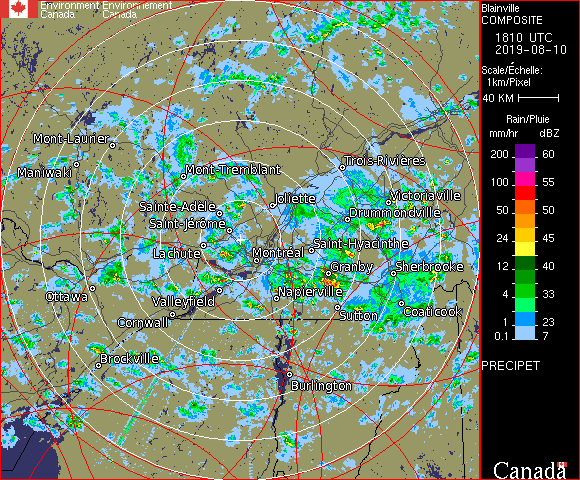 Environment Environnement
Canada Canada
Blainville
COMPOSITE
1810 UTC
2019-08-10
Scale/Échelle:
1km/Pixel
40 KM
Rain/Pluie
mm/hr dBZ
200 60
100 55
50 50
24 45
12 40
4 33
1 23
0.1 7
PRECIPET
Canada
Mont-Laurier
Maniwaki
Mont-Tremblant
Trois-Rivières
Joliette
Victoriaville
Sainte-Adele
Drummondville
Saint-Jérôme
Lachute
Saint-Hyacinthe
Montréal
Granby
Sherbrooke
Ottawa
Valleyfield
Napierville
Cornwall
Sutton
Coaticook
Brockville
Burlington